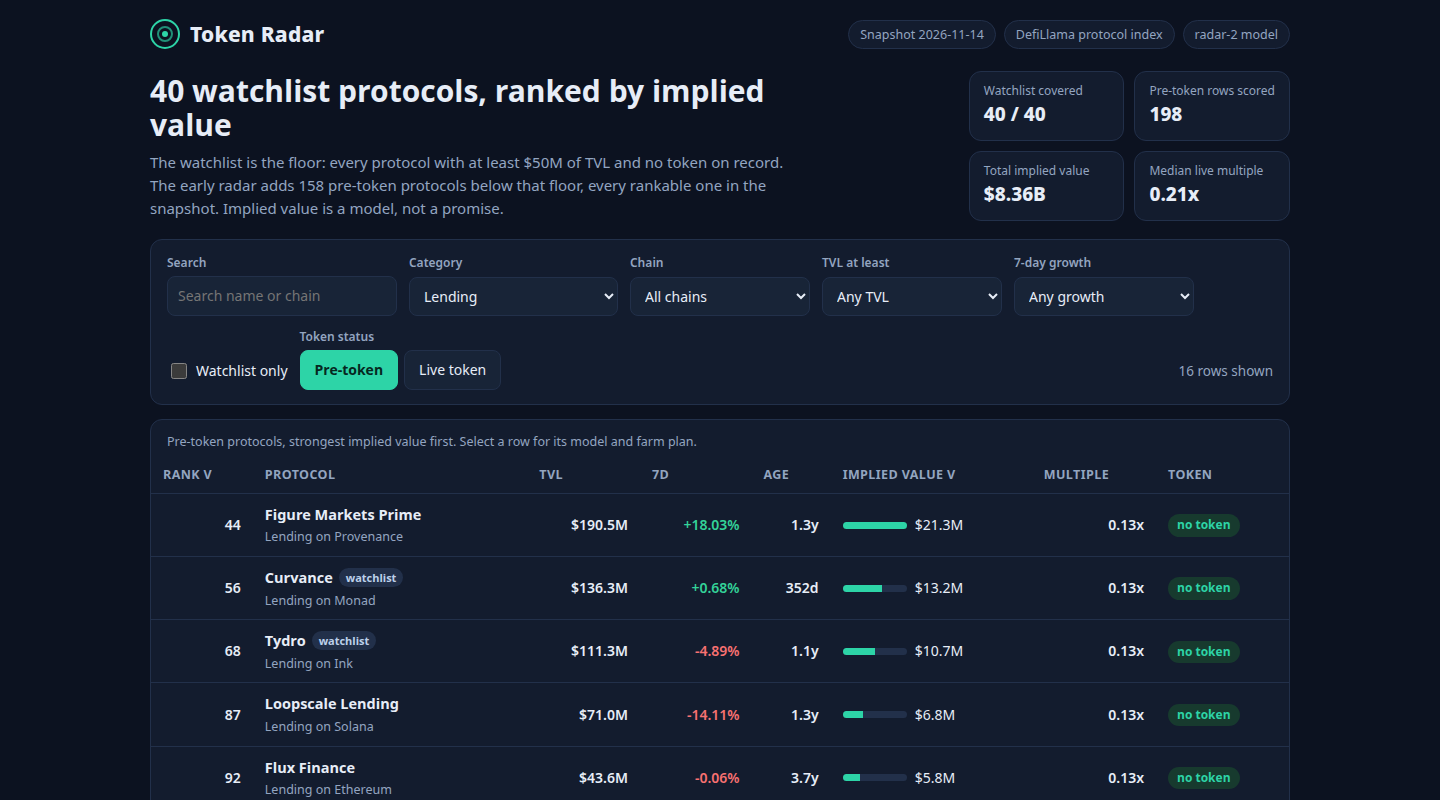 Token Radar
Snapshot 2026-11-14
DefiLlama protocol index
radar-2 model
40 watchlist protocols, ranked by implied
value
The watchlist is the floor: every protocol with at least $50M of TVL and no token on record.
The early radar adds 158 pre-token protocols below that floor, every rankable one in the
snapshot. Implied value is a model, not a promise.
Watchlist covered
40 / 40
Pre-token rows scored
198
Total implied value
$8.36B
Median live multiple
0.21x
Search
Category
Chain
TVL at least
7-day growth
Search name or chain
Lending
All chains
Any TVL
Any growth
Token status
Watchlist only
Pre-token
Live token
16 rows shown
Pre-token protocols, strongest implied value first. Select a row for its model and farm plan.
RANK V PROTOCOL TVL 7D AGE IMPLIED VALUE V MULTIPLE TOKEN
44 Figure Markets Prime $190.5M +18.03% 1.3y $21.3M 0.13x no token
Lending on Provenance
56 Curvance watchlist $136.3M +0.68% 352d $13.2M 0.13x no token
Lending on Monad
68 Tydro watchlist $111.3M -4.89% 1.1y $10.7M 0.13x no token
Lending on Ink
87 Loopscale Lending $71.0M -14.11% 1.3y $6.8M 0.13x no token
Lending on Solana
92 Flux Finance $43.6M -0.06% 3.7y $5.8M 0.13x no token
Lending on Ethereum